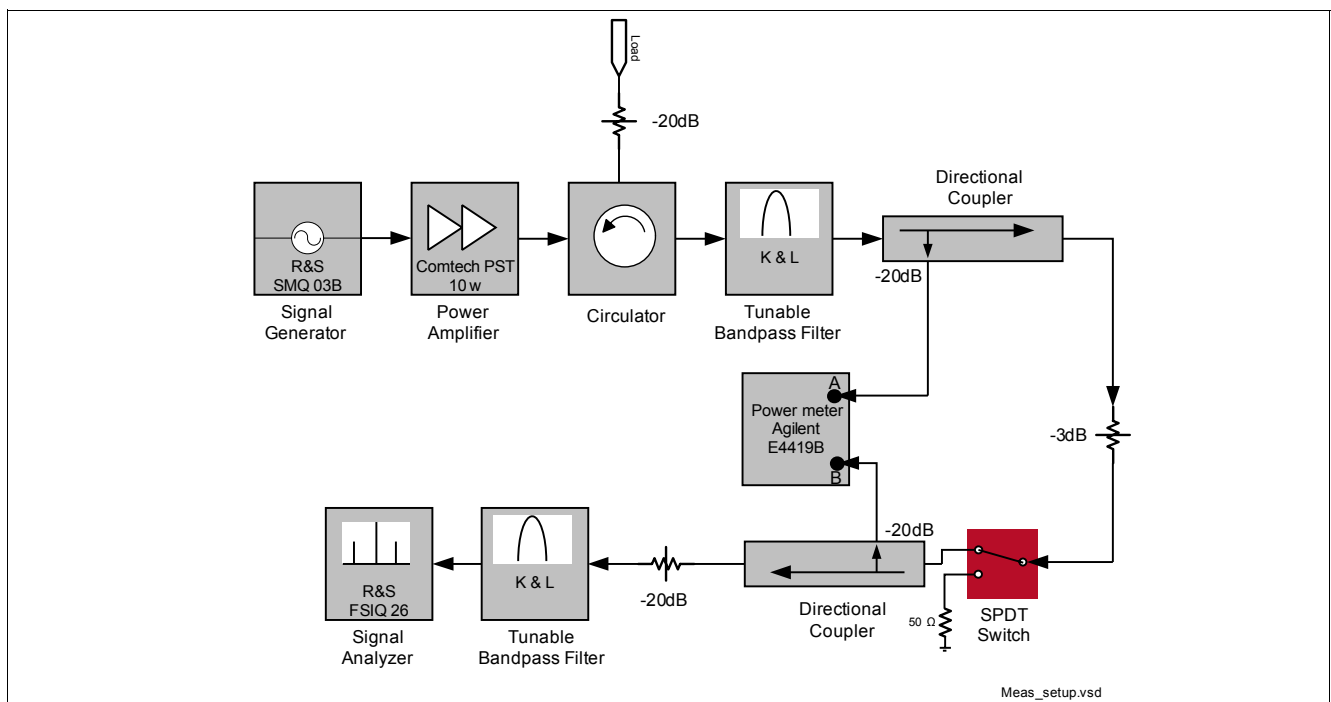 Load
-20dB
Directional
Coupler
R&S
SMQ 03B
Comtech PST
10 w
K & L
-20dB
Signal
Generator
Power
Amplifier
Circulator
Tunable
Bandpass Filter
A
Power meter
Agilent
E4419B
B
-3dB
-20dB
R&S
FSIQ 26
K & L
-20dB
Directional
Coupler
50 Ω
SPDT
Switch
Signal
Analyzer
Tunable
Bandpass Filter
Meas_setup.vsd